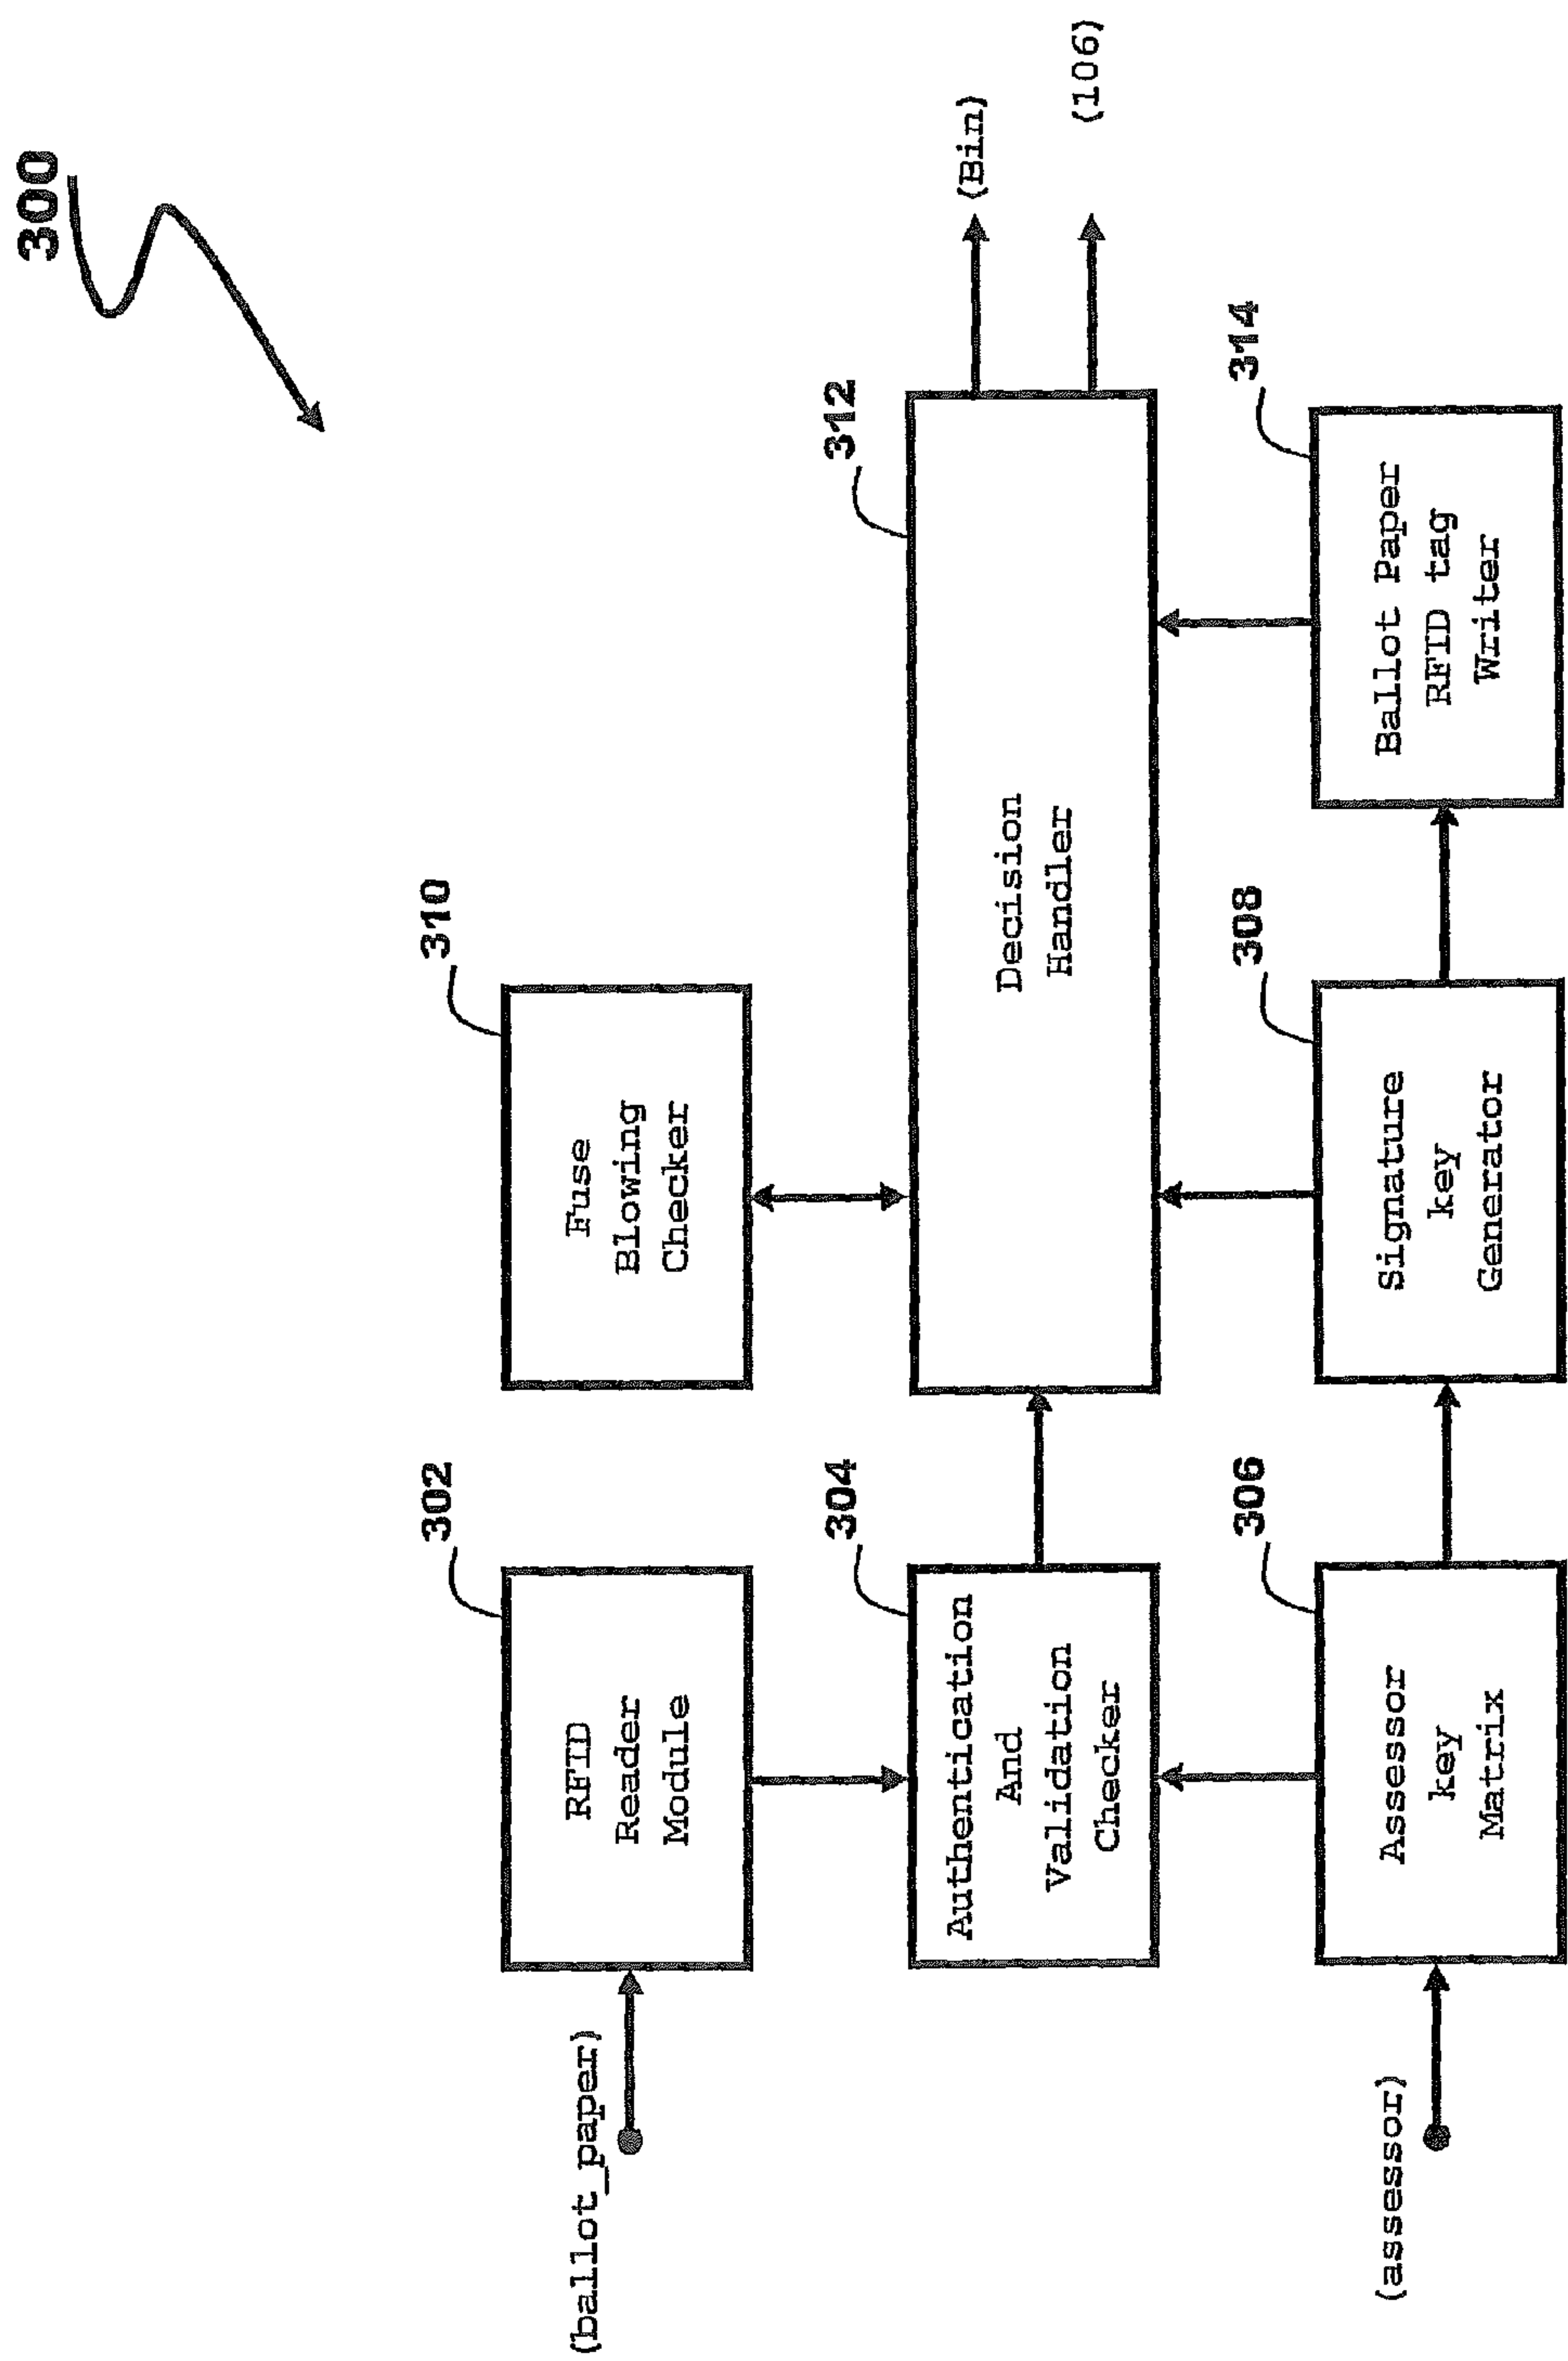 300
302
310
(ballot_paper)
RFID
Reader
Module
Fuse
Blowing
Checker
304
312
Authentication
And
Validation
Checker
Decision
Handler
(Bin)
(106)
306
308
314
(assessor)
Assessor
key
Matrix
Signature
key
Generator
Ballot Paper
RFID tag
Writer